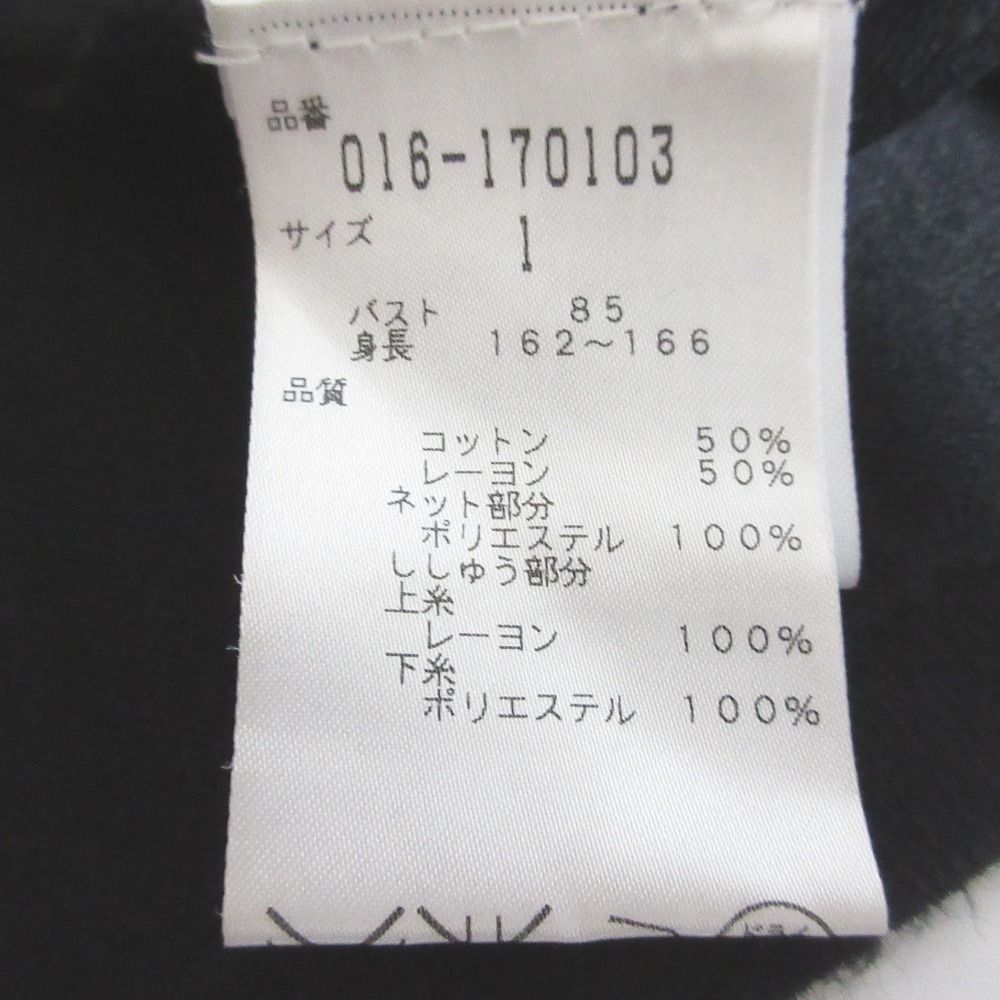 品番
016-170103
サイズ 1
バスト 85
身長 162〜166
品質
コットン 50%
レーヨン 50%
ネット部分
ポリエステル 100%
ししゅう部分
上糸
レーヨン 100%
下糸
ポリエステル 100%
ドライ